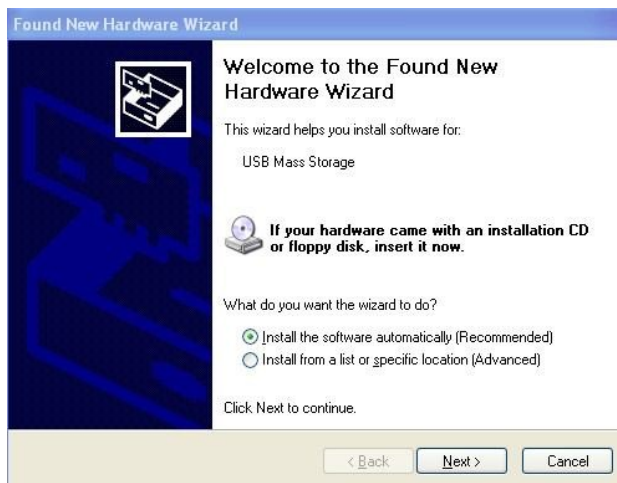 Found New Hardware Wizard
Welcome to the Found New
Hardware Wizard
This wizard helps you install software for:
USB Mass Storage
If your hardware came with an installation CD
or floppy disk, insert it now.
What do you want the wizard to do?
Install the software automatically (Recommended)
Install from a list or specific location (Advanced)
Click Next to continue.
< Back Next > Cancel